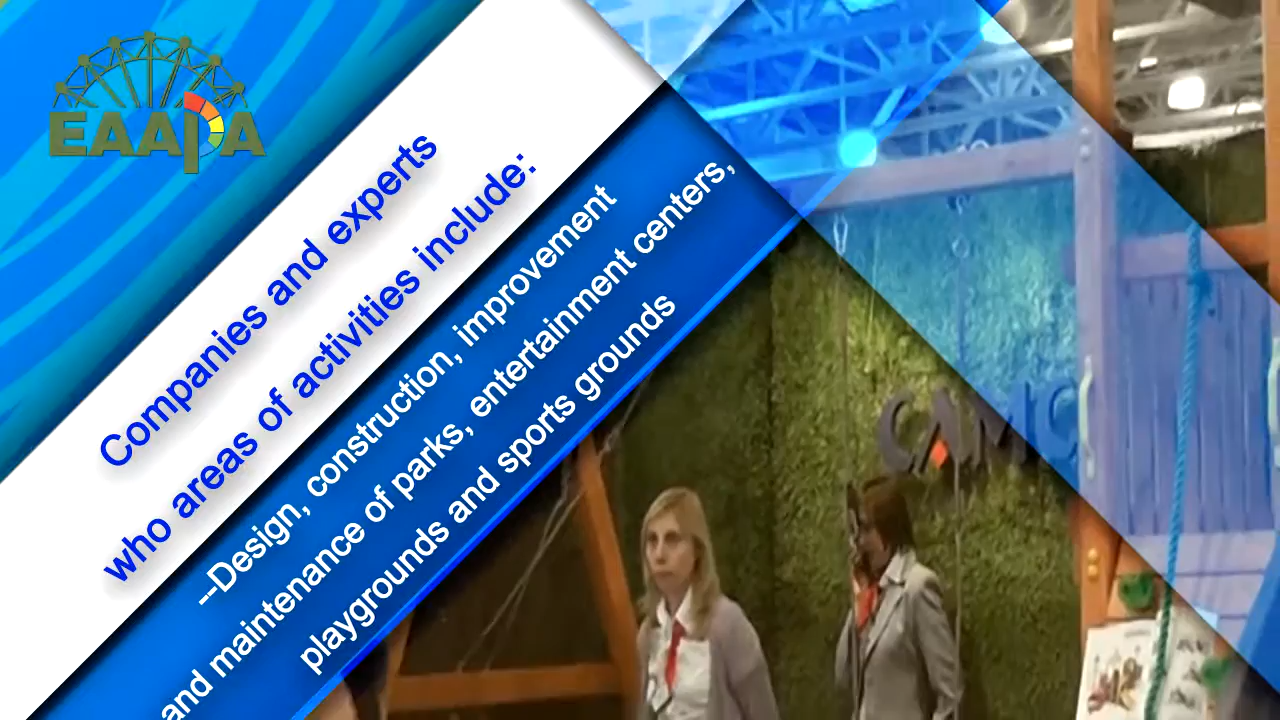 EAAPA
Companies and experts
who areas of activities include:
--Design, construction, improvement
and maintenance of parks, entertainment centers,
playgrounds and sports grounds